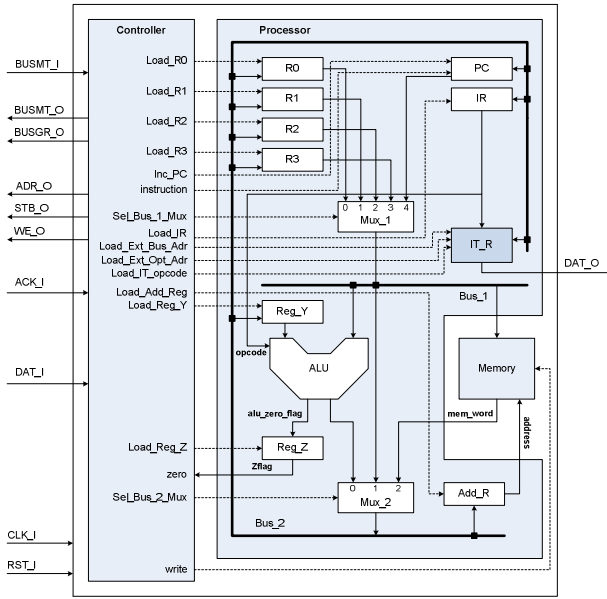 Controller
Processor
BUSMT_I
BUSMT_O
BUSGR_O
ADR_O
STB_O
WE_O
ACK_I
DAT_I
CLK_I
RST_I
Load_R0
Load_R1
Load_R2
Load_R3
Inc_PC
instruction
Sel_Bus_1_Mux
Load_IR
Load_Ext_Bus_Adr
Load_Ext_Opt_Adr
Load_IT_opcode
Load_Add_Reg
Load_Reg_Y
Load_Reg_Z
zero
Sel_Bus_2_Mux
write
R0
R1
R2
R3
PC
IR
0 1 2 3 4
Mux_1
IT_R
DAT_O
Bus_1
Reg_Y
opcode
ALU
Memory
alu_zero_flag
mem_word
address
Reg_Z
Zflag
0 1 2
Mux_2
Add_R
Bus_2